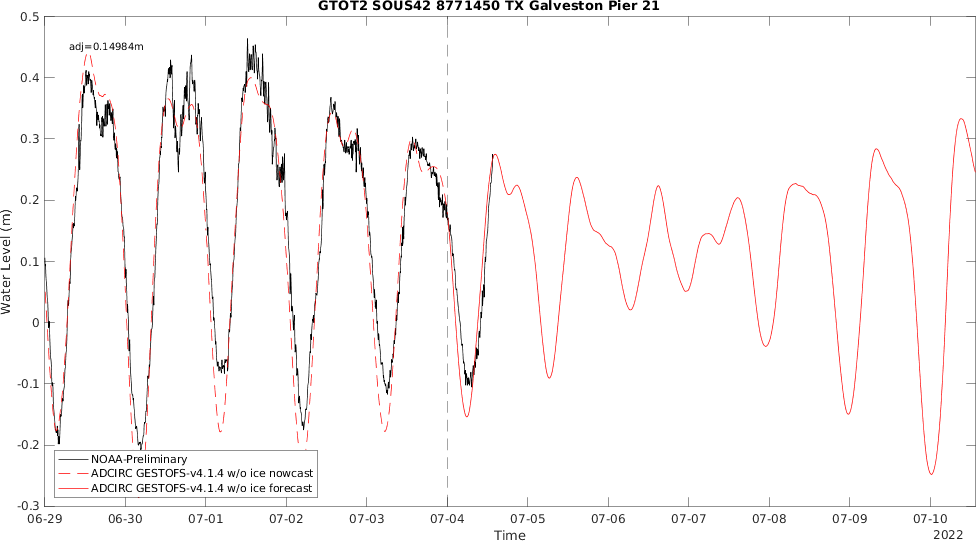 GTOT2 SOUS42 8771450 TX Galveston Pier 21
0.5
adj=0.14984m
0.4
0.3
0.2
0.1
0
-0.1
-0.2
-0.3
Water Level (m)
NOAA-Preliminary
ADCIRC GESTOFS-v4.1.4 w/o ice nowcast
ADCIRC GESTOFS-v4.1.4 w/o ice forecast
06-29 06-30 07-01 07-02 07-03 07-04 07-05 07-06 07-07 07-08 07-09 07-10
Time
2022